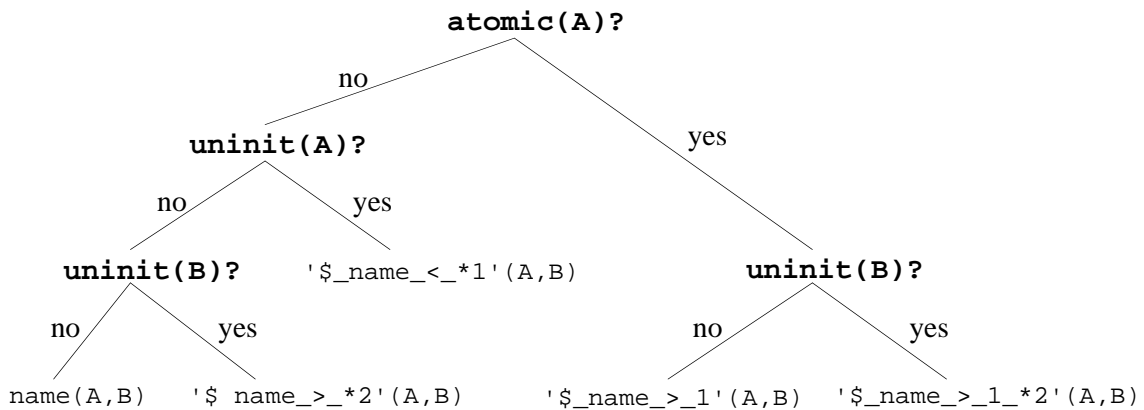 atomic(A)?
no
yes
uninit(A)?
no
yes
uninit(B)?
'$_name_<_*1'(A,B)
uninit(B)?
no
yes
no
yes
name(A,B)
'$ name_>_*2'(A,B)
'$_name_>_1'(A,B)
'$_name_>_1_*2'(A,B)